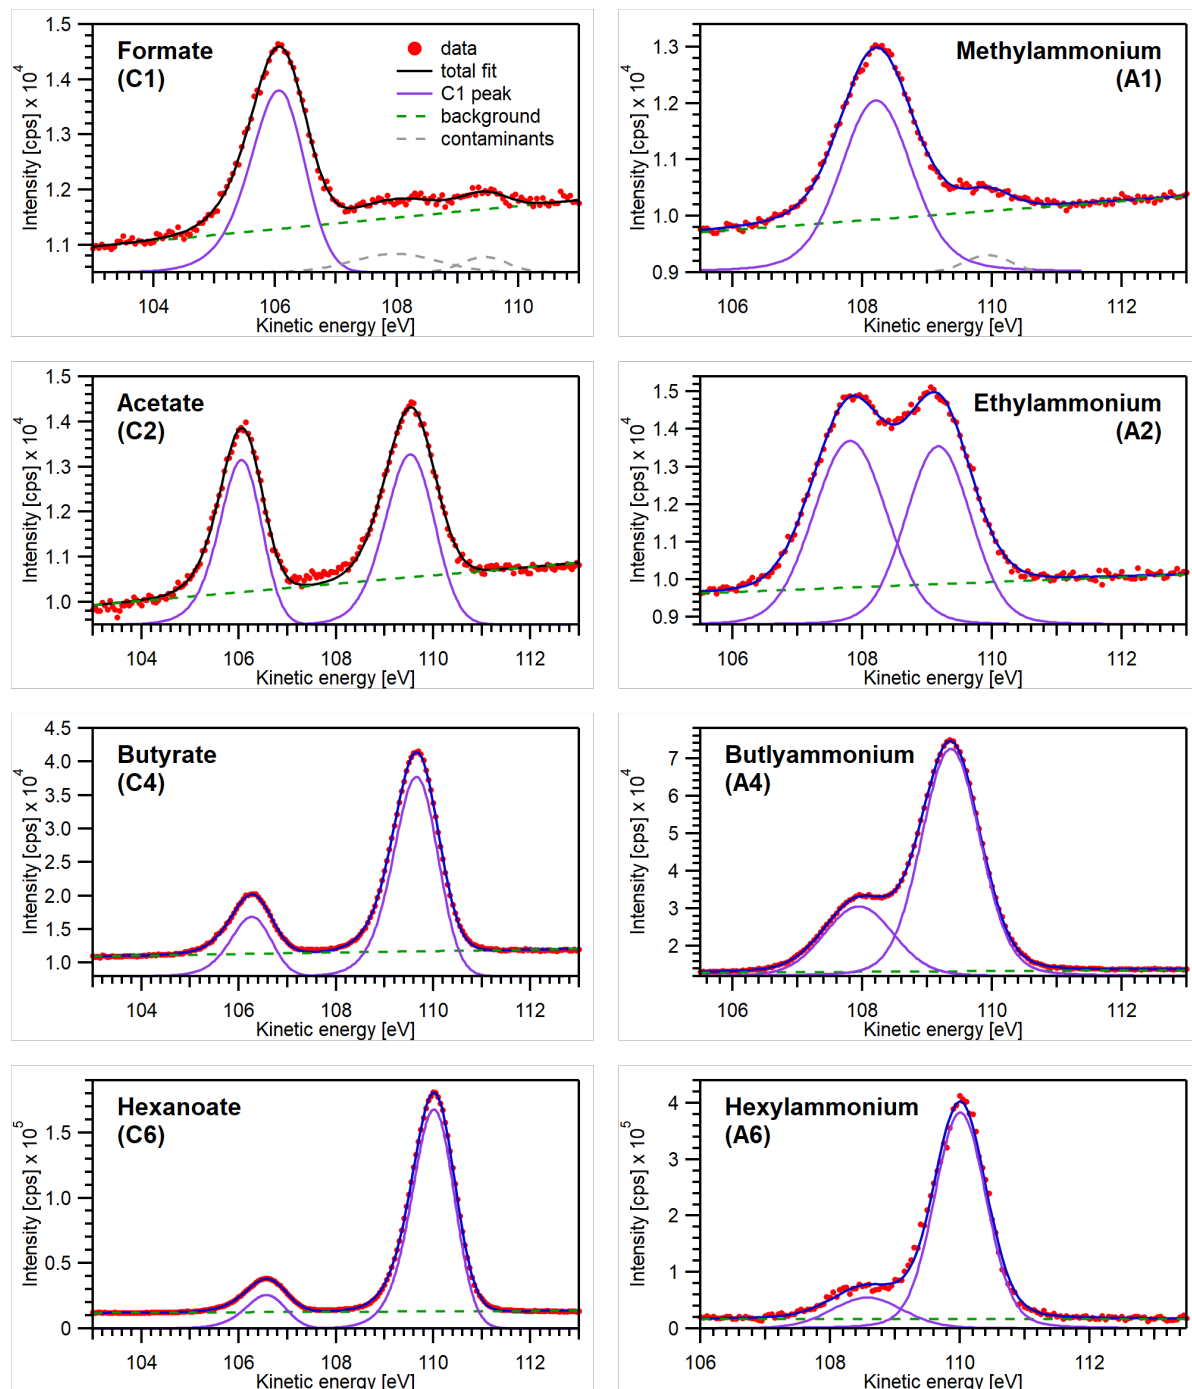 Formate
(C1)
data
total fit
C1 peak
background
contaminants
1.5
1.4
1.3
1.2
1.1
Intensity [cps] x 10⁴
104
106
108
110
Kinetic energy [eV]
Methylammonium
(A1)
1.3
1.2
1.1
1.0
0.9
Intensity [cps] x 10⁴
106
108
110
112
Kinetic energy [eV]
Acetate
(C2)
1.5
1.4
1.3
1.2
1.1
1.0
Intensity [cps] x 10⁴
104
106
108
110
112
Kinetic energy [eV]
Ethylammonium
(A2)
1.5
1.4
1.3
1.2
1.1
1.0
0.9
Intensity [cps] x 10⁴
106
108
110
112
Kinetic energy [eV]
Butyrate
(C4)
4.5
4.0
3.5
3.0
2.5
2.0
1.5
1.0
Intensity [cps] x 10⁴
104
106
108
110
112
Kinetic energy [eV]
Butlyammonium
(A4)
7
6
5
4
3
2
Intensity [cps] x 10⁴
106
108
110
112
Kinetic energy [eV]
Hexanoate
(C6)
1.5
1.0
0.5
0
Intensity [cps] x 10⁵
104
106
108
110
112
Kinetic energy [eV]
Hexylammonium
(A6)
4
3
2
1
0
Intensity [cps] x 10⁵
106
108
110
112
Kinetic energy [eV]